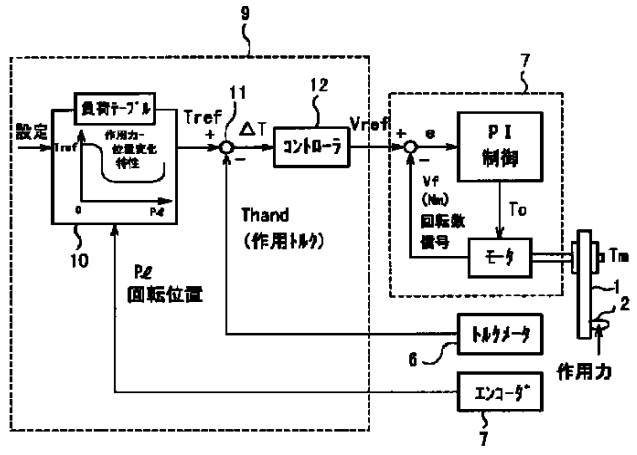 9
7
負荷テーブル
11
12
Tref
ΔT
Vref
設定
Tref
作用力-
位置変化
特性
+
-
コントローラ
+
-
e
PI
制御
0
Pℓ
10
Thand
(作用トルク)
Vf
(Nm)
回転数
信号
Tc
モータ
Tm
1
2
Pℓ
回転位置
トルクメータ
6
作用力
エンコーダ
7